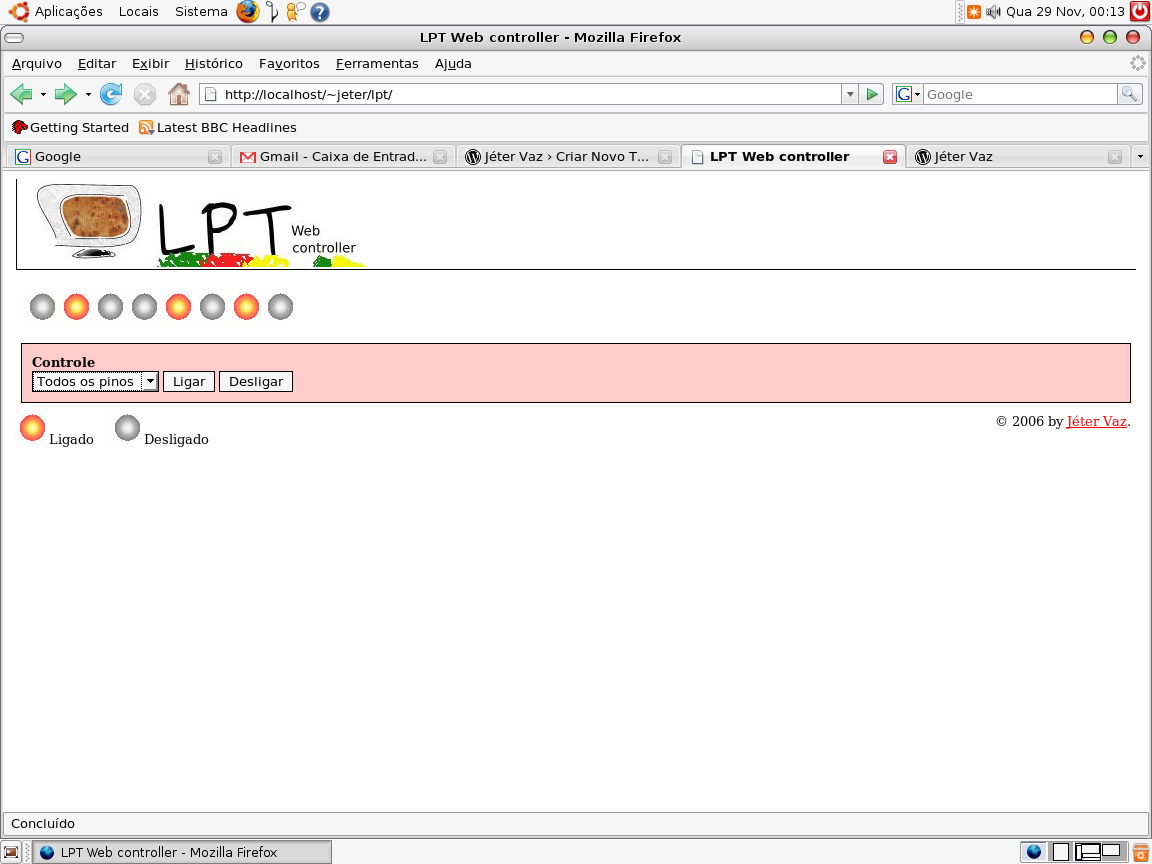 Aplicações Locais Sistema Qua 29 Nov, 00:13
LPT Web controller - Mozilla Firefox
Arquivo Editar Exibir Histórico Favoritos Ferramentas Ajuda
http://localhost/~jeter/lpt/ G Google
Getting Started Latest BBC Headlines
G Google Gmail - Caixa de Entrad... Jéter Vaz › Criar Novo T... LPT Web controller Jéter Vaz
LPT Web
controller
Controle
Todos os pinos Ligar Desligar
Ligado Desligado © 2006 by Jéter Vaz.
Concluído
LPT Web controller - Mozilla Firefox